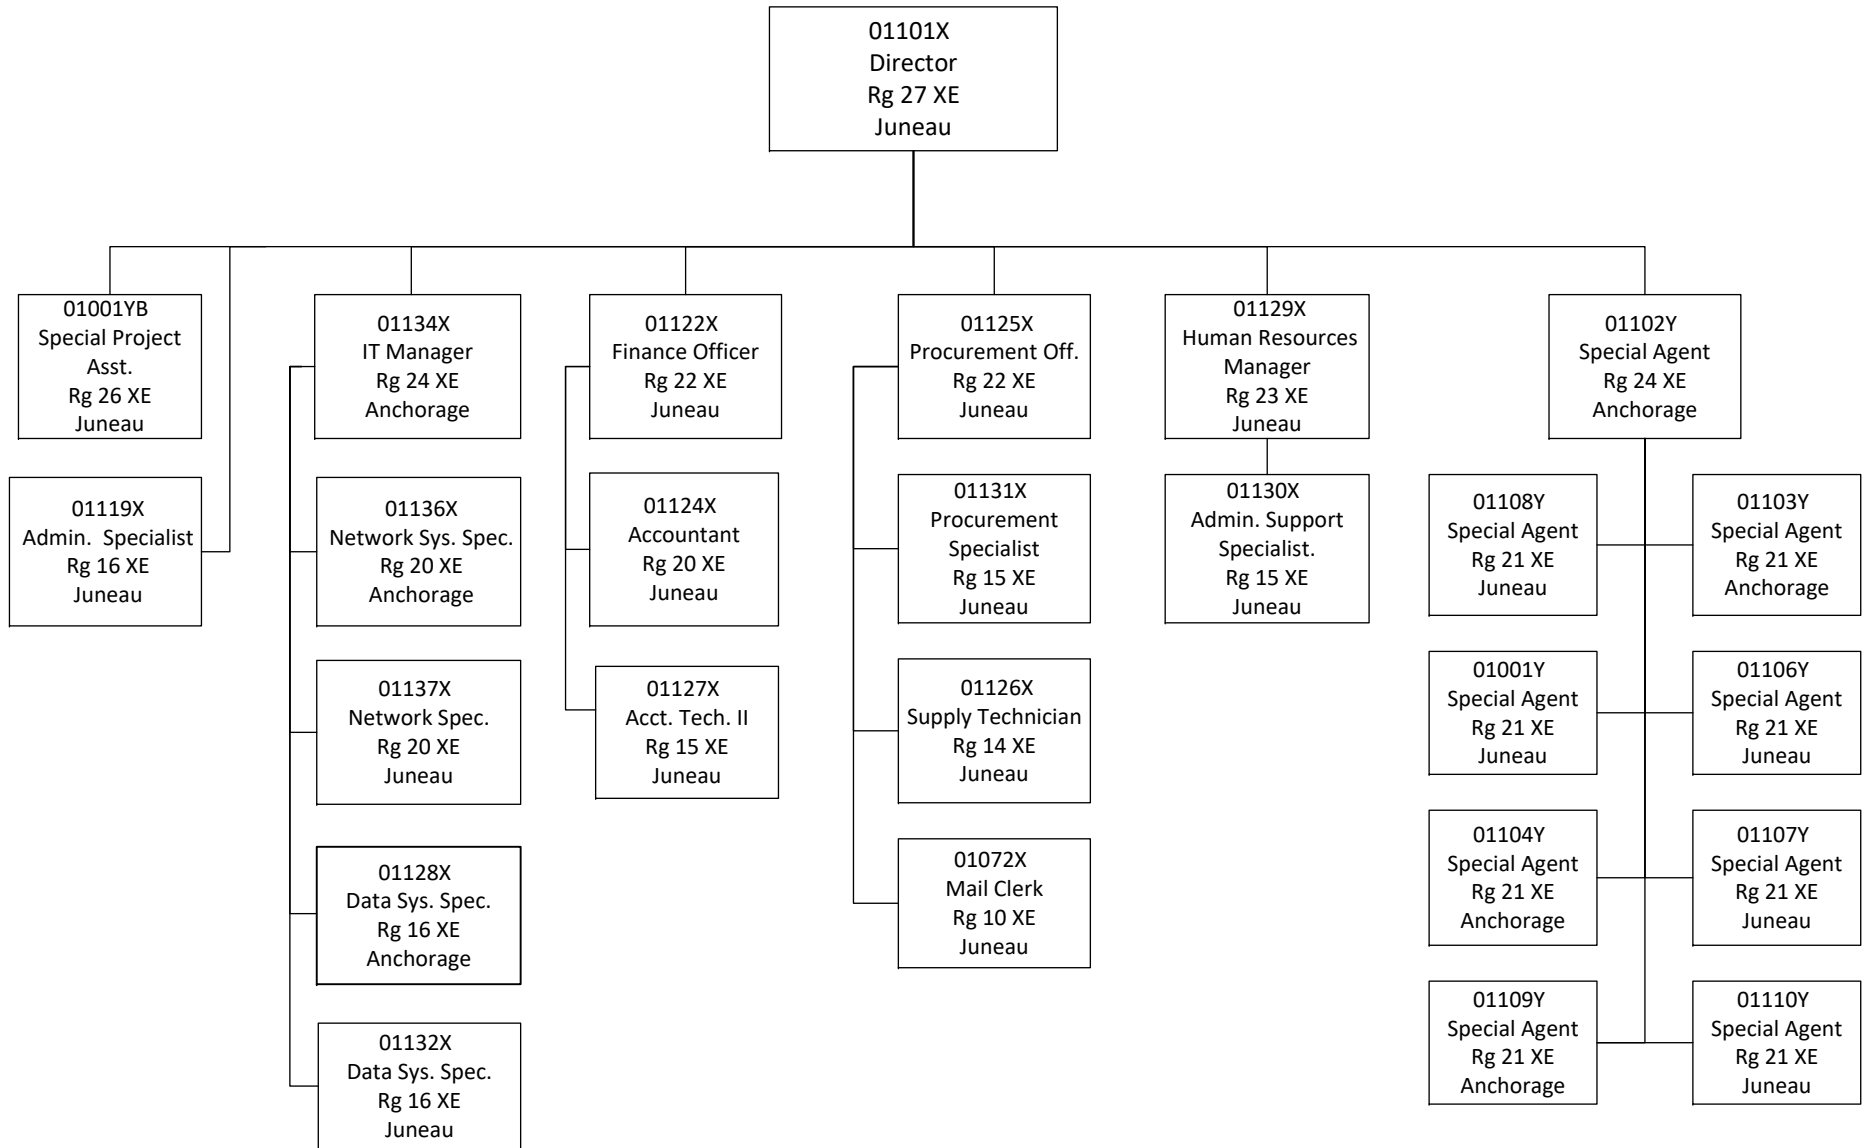 01101X
Director
Rg 27 XE
Juneau
01001YB
Special Project
Asst.
Rg 26 XE
Juneau
01119X
Admin.  Specialist
Rg 16 XE
Juneau
01134X
IT Manager
Rg 24 XE
Anchorage
01136X
Network Sys. Spec.
Rg 20 XE
Anchorage
01137X
Network Spec.
Rg 20 XE
Juneau
01128X
Data Sys. Spec.
Rg 16 XE
Anchorage
01132X
Data Sys. Spec.
Rg 16 XE
Juneau
01122X
Finance Officer
Rg 22 XE
Juneau
01124X
Accountant
Rg 20 XE
Juneau
01127X
Acct. Tech. II
Rg 15 XE
Juneau
01125X
Procurement Off.
Rg 22 XE
Juneau
01131X
Procurement
Specialist
Rg 15 XE
Juneau
01126X
Supply Technician
Rg 14 XE
Juneau
01072X
Mail Clerk
Rg 10 XE
Juneau
01129X
Human Resources
Manager
Rg 23 XE
Juneau
01130X
Admin. Support
Specialist.
Rg 15 XE
Juneau
01102Y
Special Agent
Rg 24 XE
Anchorage
01108Y
Special Agent
Rg 21 XE
Juneau
01103Y
Special Agent
Rg 21 XE
Anchorage
01001Y
Special Agent
Rg 21 XE
Juneau
01106Y
Special Agent
Rg 21 XE
Juneau
01104Y
Special Agent
Rg 21 XE
Anchorage
01107Y
Special Agent
Rg 21 XE
Juneau
01109Y
Special Agent
Rg 21 XE
Anchorage
01110Y
Special Agent
Rg 21 XE
Juneau